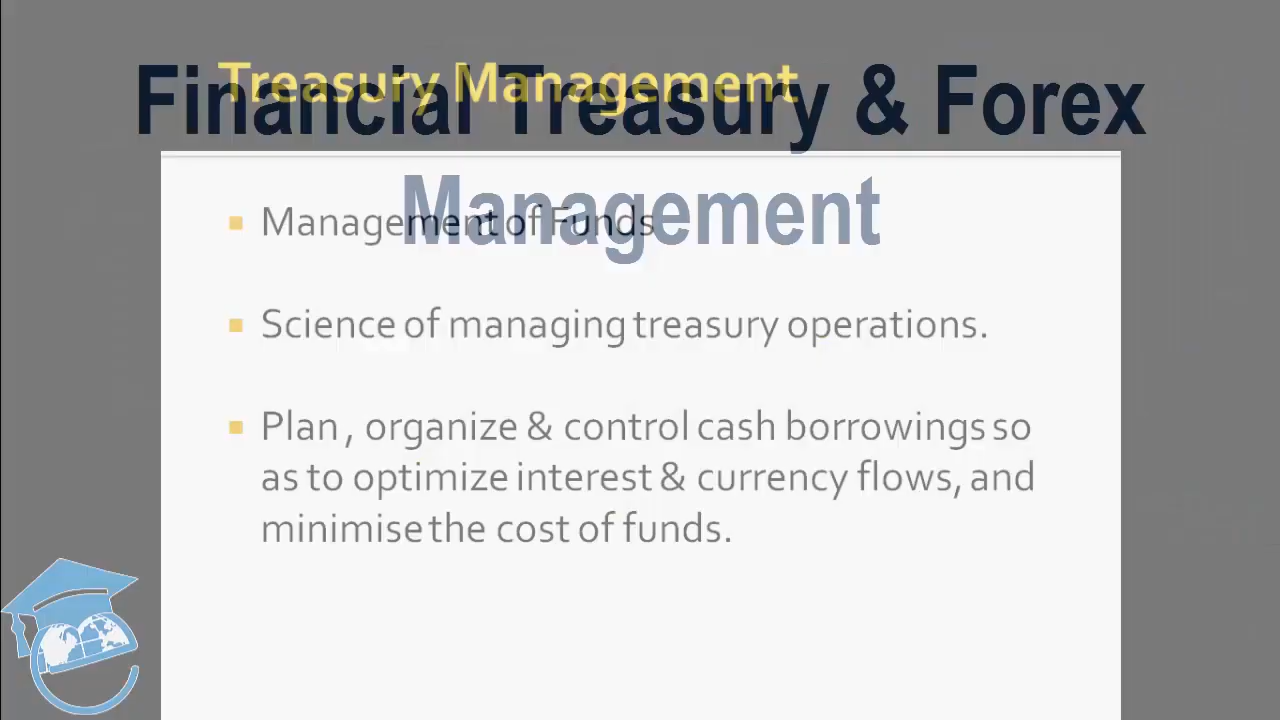 Treasury Management
Financial Treasury & Forex
Management
Management of Funds
Science of managing treasury operations.
Plan , organize & control cash borrowings so
as to optimize interest & currency flows, and
minimise the cost of funds.